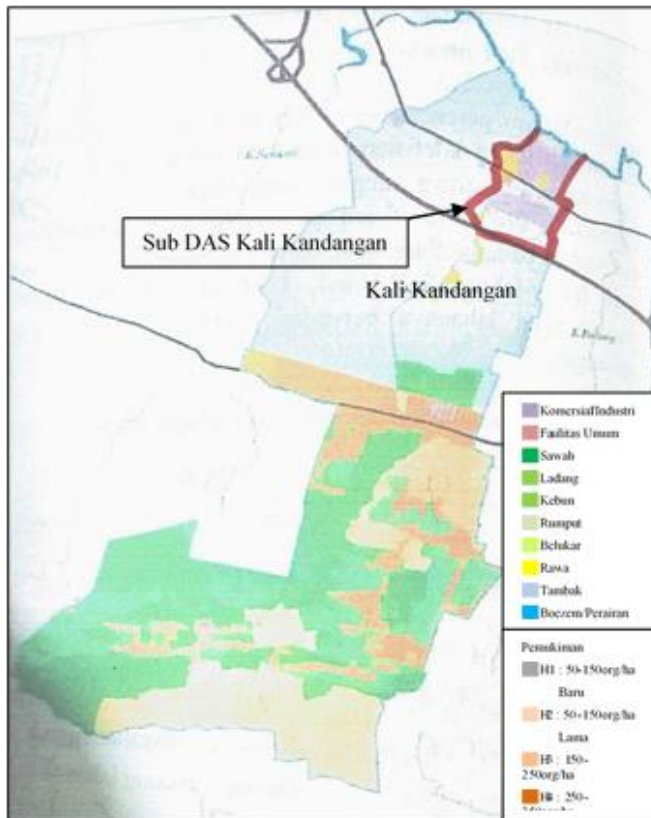 Sub DAS Kali Kandangan
Kali Kandangan
Komersial/Industri
Fasilitas Umum
Sawah
Ladang
Kebun
Rumput
Belukar
Rawa
Tambak
Boezem/Perairan
Pemukiman
H1 : 50-150org/ha
Baru
H2 : 50-150org/ha
Lama
H3 : 150-
250org/ha
H4 : 250-